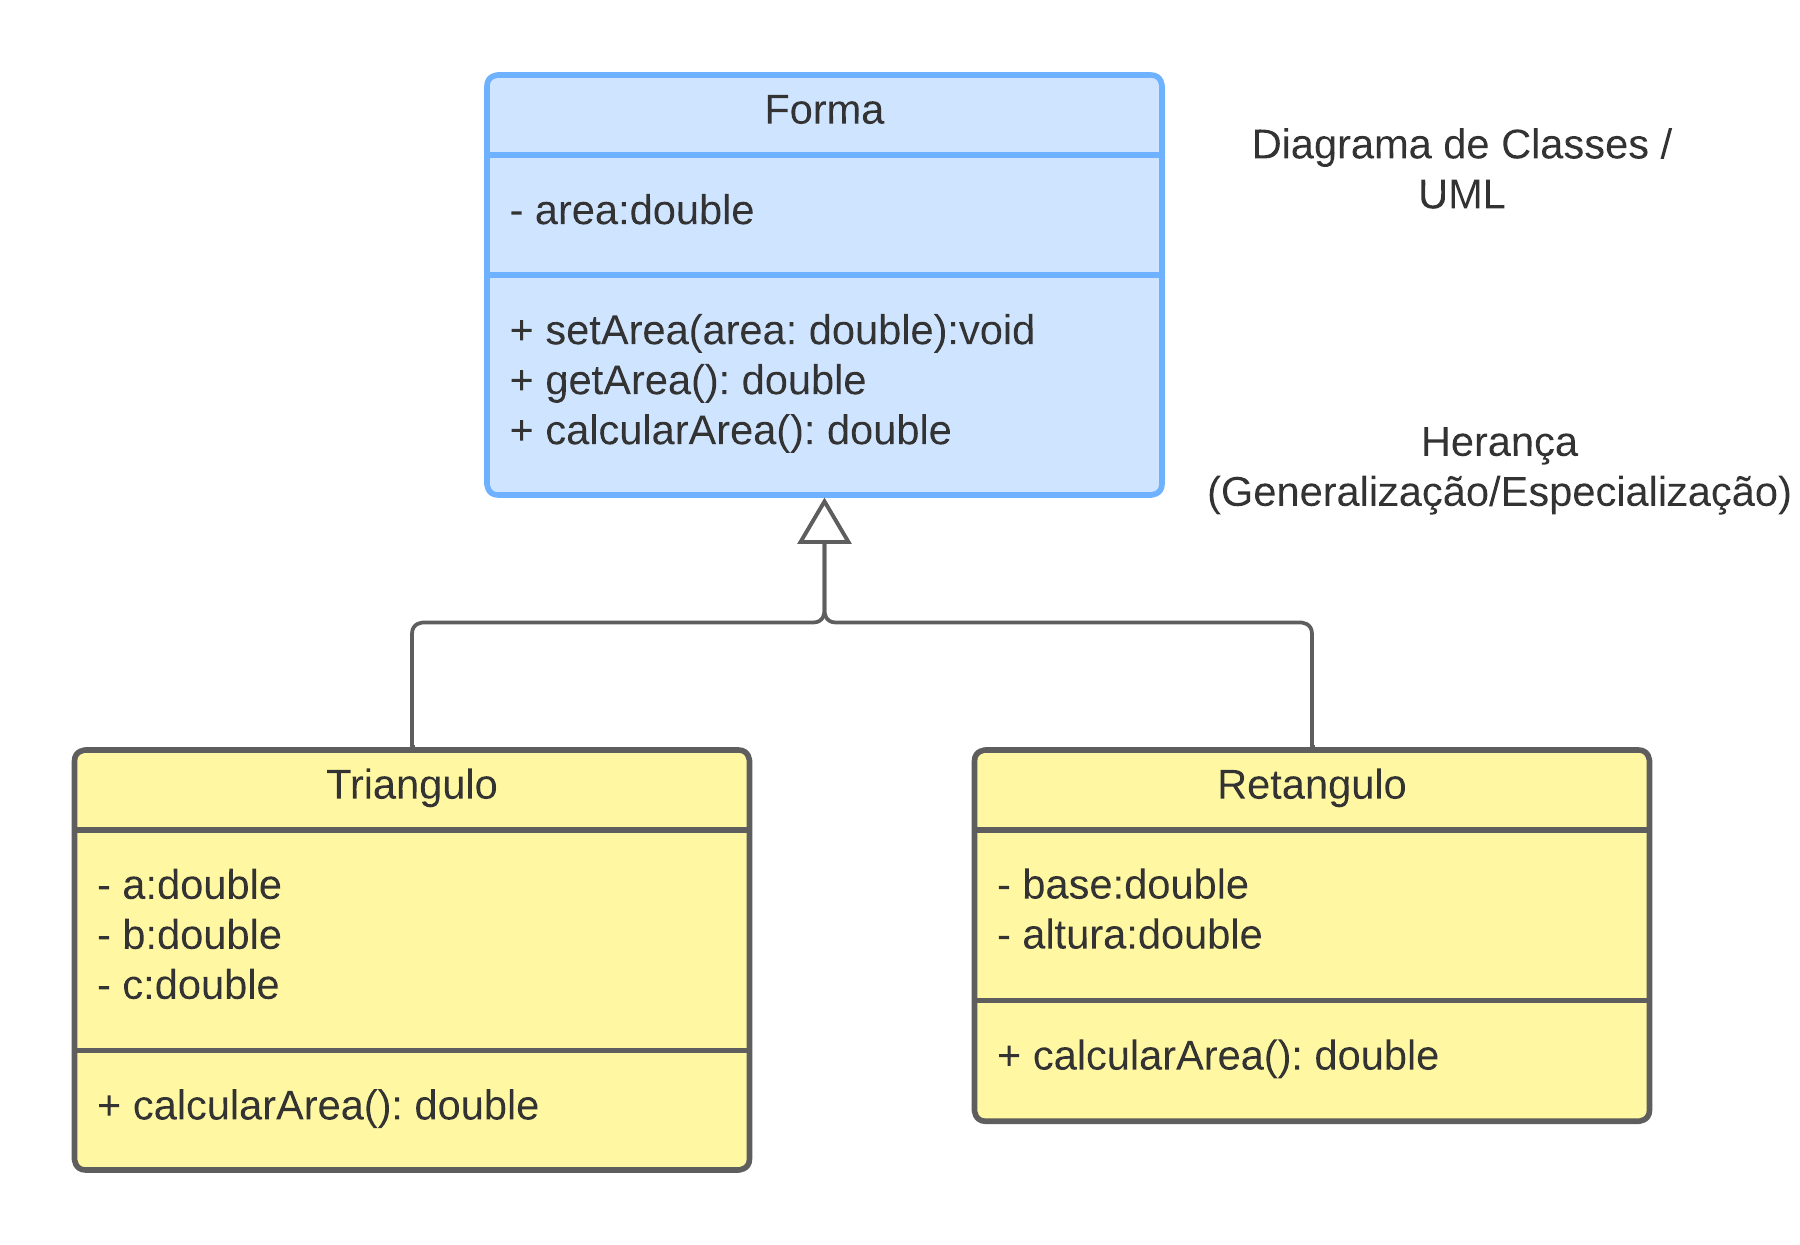 Forma
- area:double
+ setArea(area: double):void
+ getArea(): double
+ calcularArea(): double
Diagrama de Classes /
UML
Herança
(Generalização/Especialização)
Triangulo
- a:double
- b:double
- c:double
+ calcularArea(): double
Retangulo
- base:double
- altura:double
+ calcularArea(): double